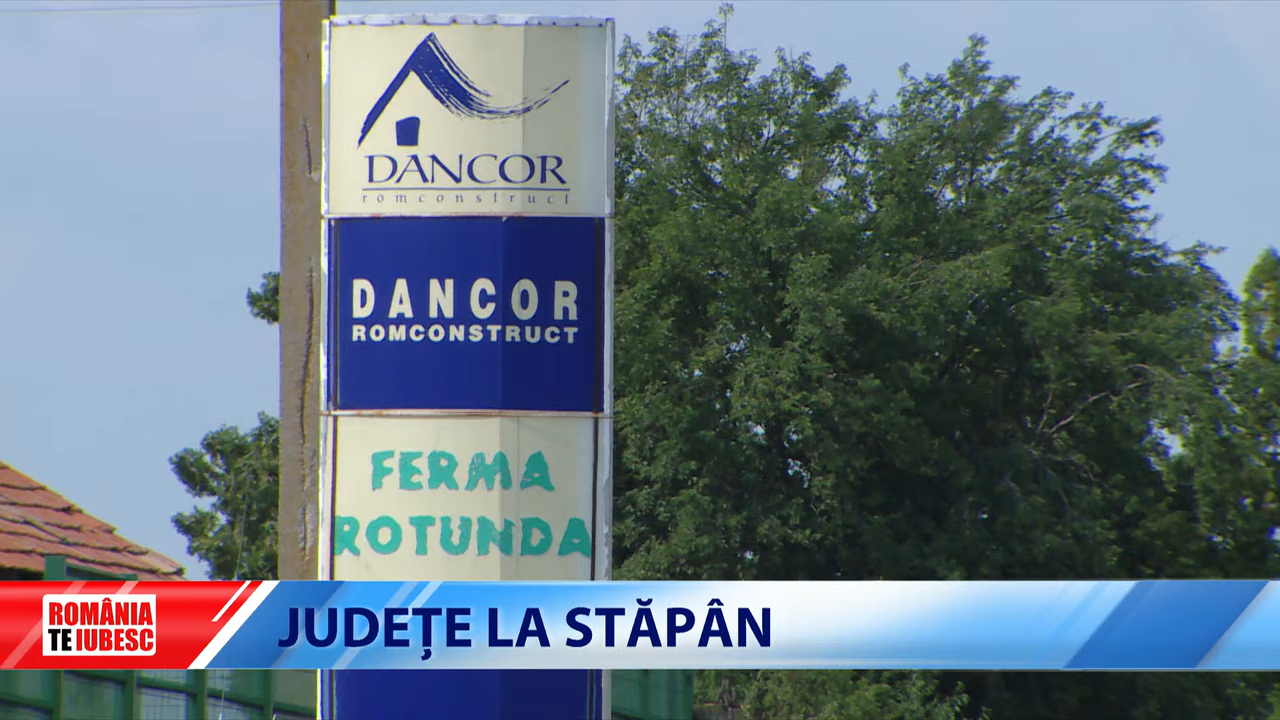 DANCOR
romconstruct
DANCOR
ROMCONSTRUCT
FERMA
ROTUNDA
ROMÂNIA
TE IUBESC
JUDEȚE LA STĂPÂN